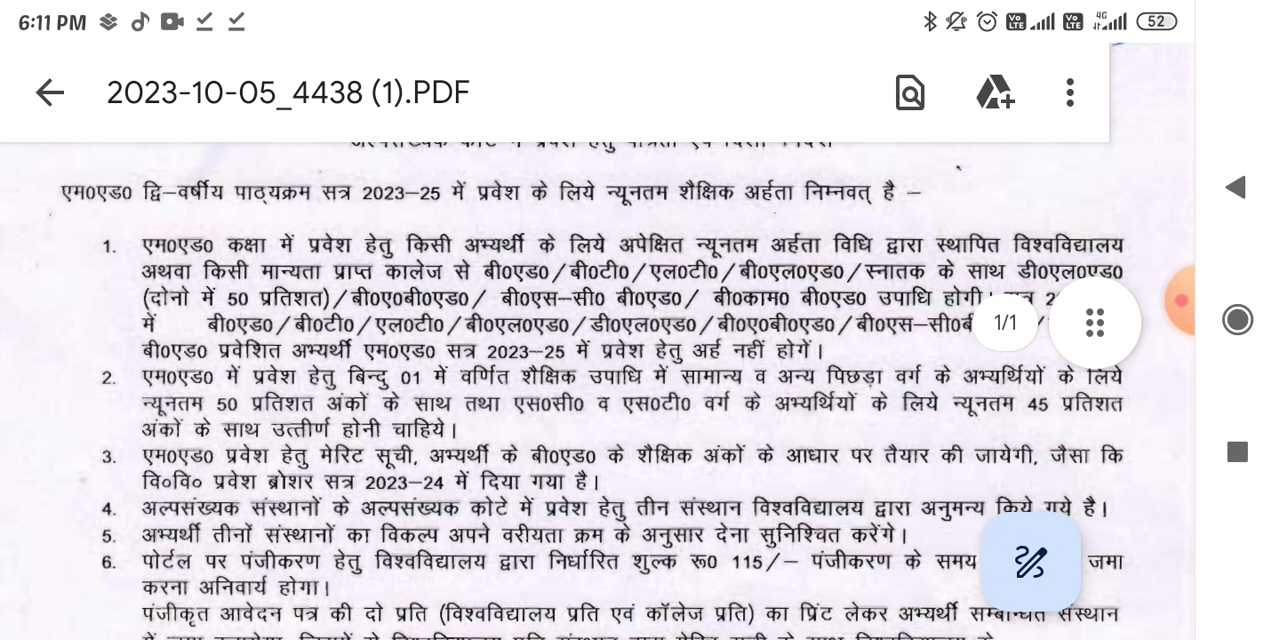 6:11 PM
Vo LTE Vo LTE 4G 52
2023-10-05_4438 (1).PDF
एम0एड0 द्वि–वर्षीय पाठ्यक्रम सत्र 2023–25 में प्रवेश के लिये न्यूनतम शैक्षिक अर्हता निम्नवत् है –
1. एम0एड0 कक्षा में प्रवेश हेतु किसी अभ्यर्थी के लिये अपेक्षित न्यूनतम अर्हता विधि द्वारा स्थापित विश्वविद्यालय
अथवा किसी मान्यता प्राप्त कालेज से बी0एड0/बी0टी0/एल0टी0/बी0एल0एड0/स्नातक के साथ डी0एल0एड0
(दोनो में 50 प्रतिशत)/बी0ए0बी0एड0/ बी0एस–सी0 बी0एड0/ बी0काम0 बी0एड0 उपाधि होगी।
1/1
में बी0एड0/बी0टी0/एल0टी0/बी0एल0एड0/डी0एल0एड0/बी0ए0बी0एड0/बी0एस–सी0
बी0एड0 प्रवेशित अभ्यर्थी एम0एड0 सत्र 2023–25 में प्रवेश हेतु अर्ह नहीं होगें।
2. एम0एड0 में प्रवेश हेतु बिन्दु 01 में वर्णित शैक्षिक उपाधि में सामान्य व अन्य पिछड़ा वर्ग के अभ्यर्थियों के लिये
न्यूनतम 50 प्रतिशत अंकों के साथ तथा एस0सी0 व एस0टी0 वर्ग के अभ्यर्थियों के लिये न्यूनतम 45 प्रतिशत
अंकों के साथ उत्तीर्ण होनी चाहिये।
3. एम0एड0 प्रवेश हेतु मेरिट सूची, अभ्यर्थी के बी0एड0 के शैक्षिक अंकों के आधार पर तैयार की जायेगी, जैसा कि
वि०वि० प्रवेश ब्रोशर सत्र 2023–24 में दिया गया है।
4. अल्पसंख्यक संस्थानों के अल्पसंख्यक कोटे में प्रवेश हेतु तीन संस्थान विश्वविद्यालय द्वारा अनुमन्य किये गये है।
5. अभ्यर्थी तीनों संस्थानों का विकल्प अपने वरीयता क्रम के अनुसार देना सुनिश्चित करेंगे।
6. पोर्टल पर पंजीकरण हेतु विश्वविद्यालय द्वारा निर्धारित शुल्क रू0 115/– पंजीकरण के समय जमा
करना अनिवार्य होगा।
पंजीकृत आवेदन पत्र की दो प्रति (विश्वविद्यालय प्रति एवं कॉलेज प्रति) का प्रिंट लेकर अभ्यर्थी सम्बन्धित संस्थान